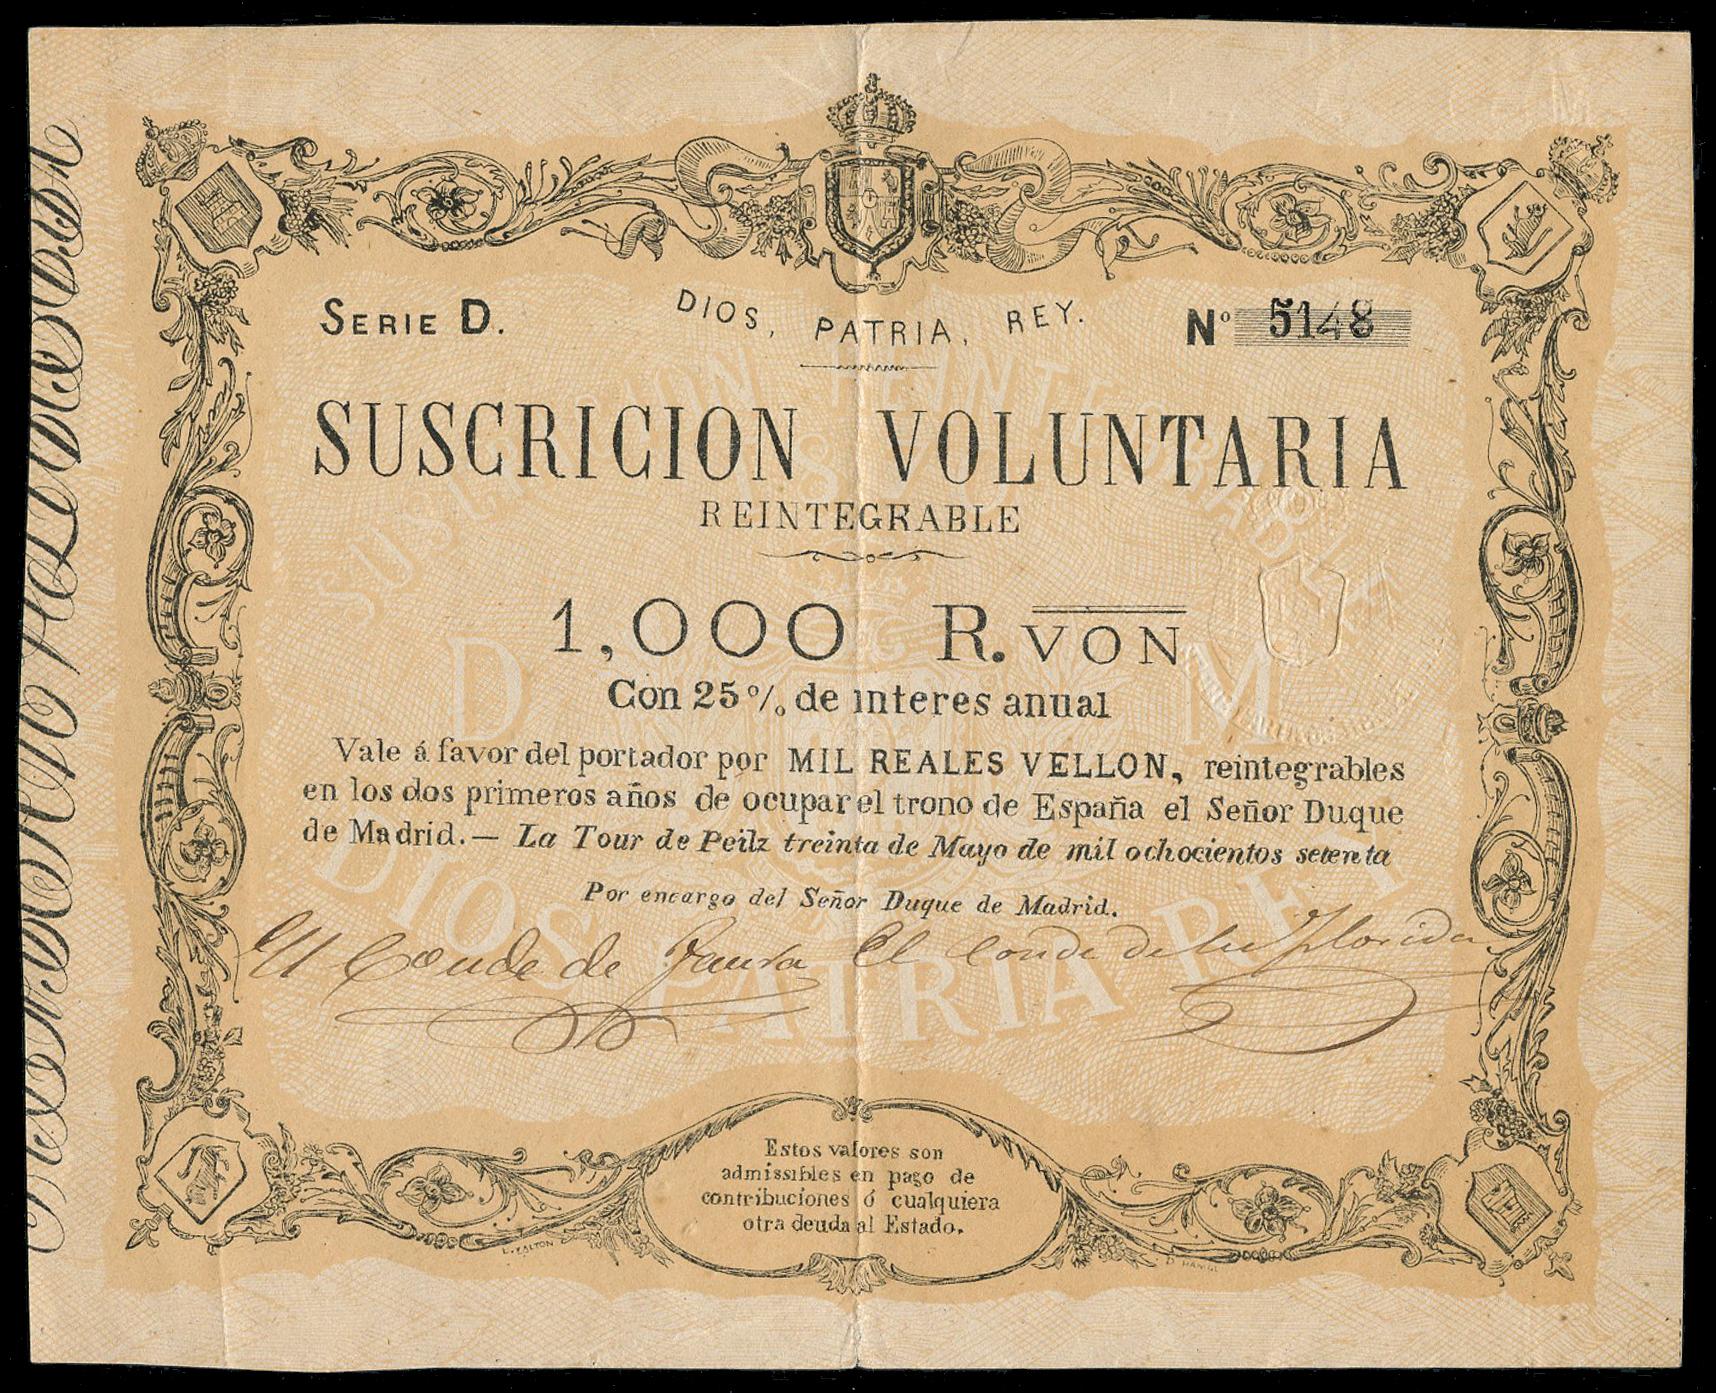 SERIE D.
DIOS, PATRIA, REY.
Nº 5148
SUSCRICION VOLUNTARIA
REINTEGRABLE
1,000 R. VON
Con 25 % de interes anual
Vale á favor del portador por MIL REALES VELLON, reintegrables
en los dos primeros años de ocupar el trono de España el Señor Duque
de Madrid. — La Tour de Peilz treinta de Mayo de mil ochocientos setenta
Por encargo del Señor Duque de Madrid.
El Conde de Faura El Conde de la Florida
Estos valores son
admissibles en pago de
contribuciones ó cualquiera
otra deuda al Estado.
SUSCRICION REINTEGRABLE
D M
DIOS PATRIA REY